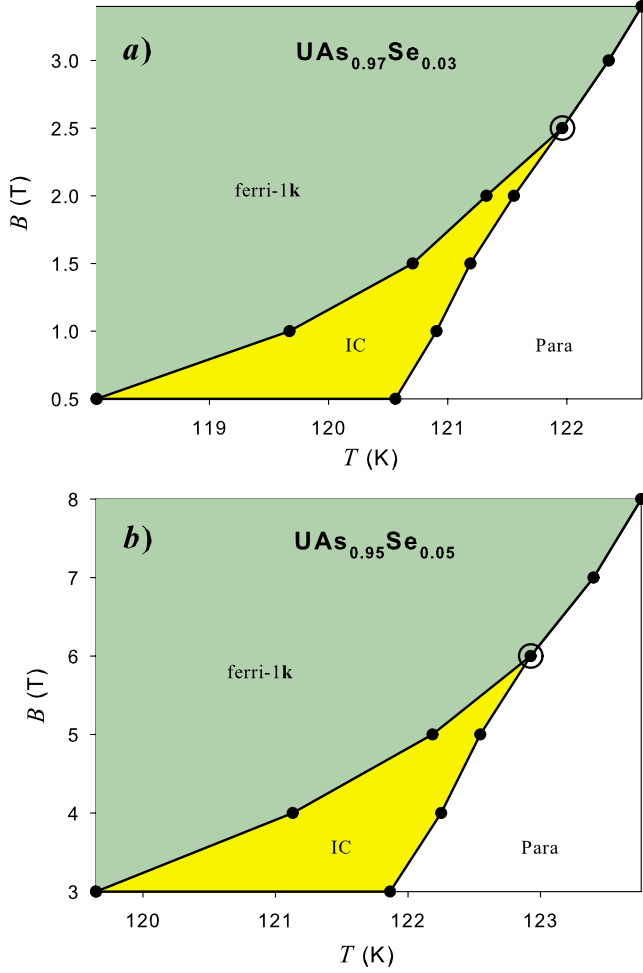 a)
UAs0.97Se0.03
3.0
2.5
2.0
1.5
1.0
0.5
B (T)
ferri-1k
IC
Para
119 120 121 122
T (K)
b)
UAs0.95Se0.05
8
7
6
5
4
3
B (T)
ferri-1k
IC
Para
120 121 122 123
T (K)